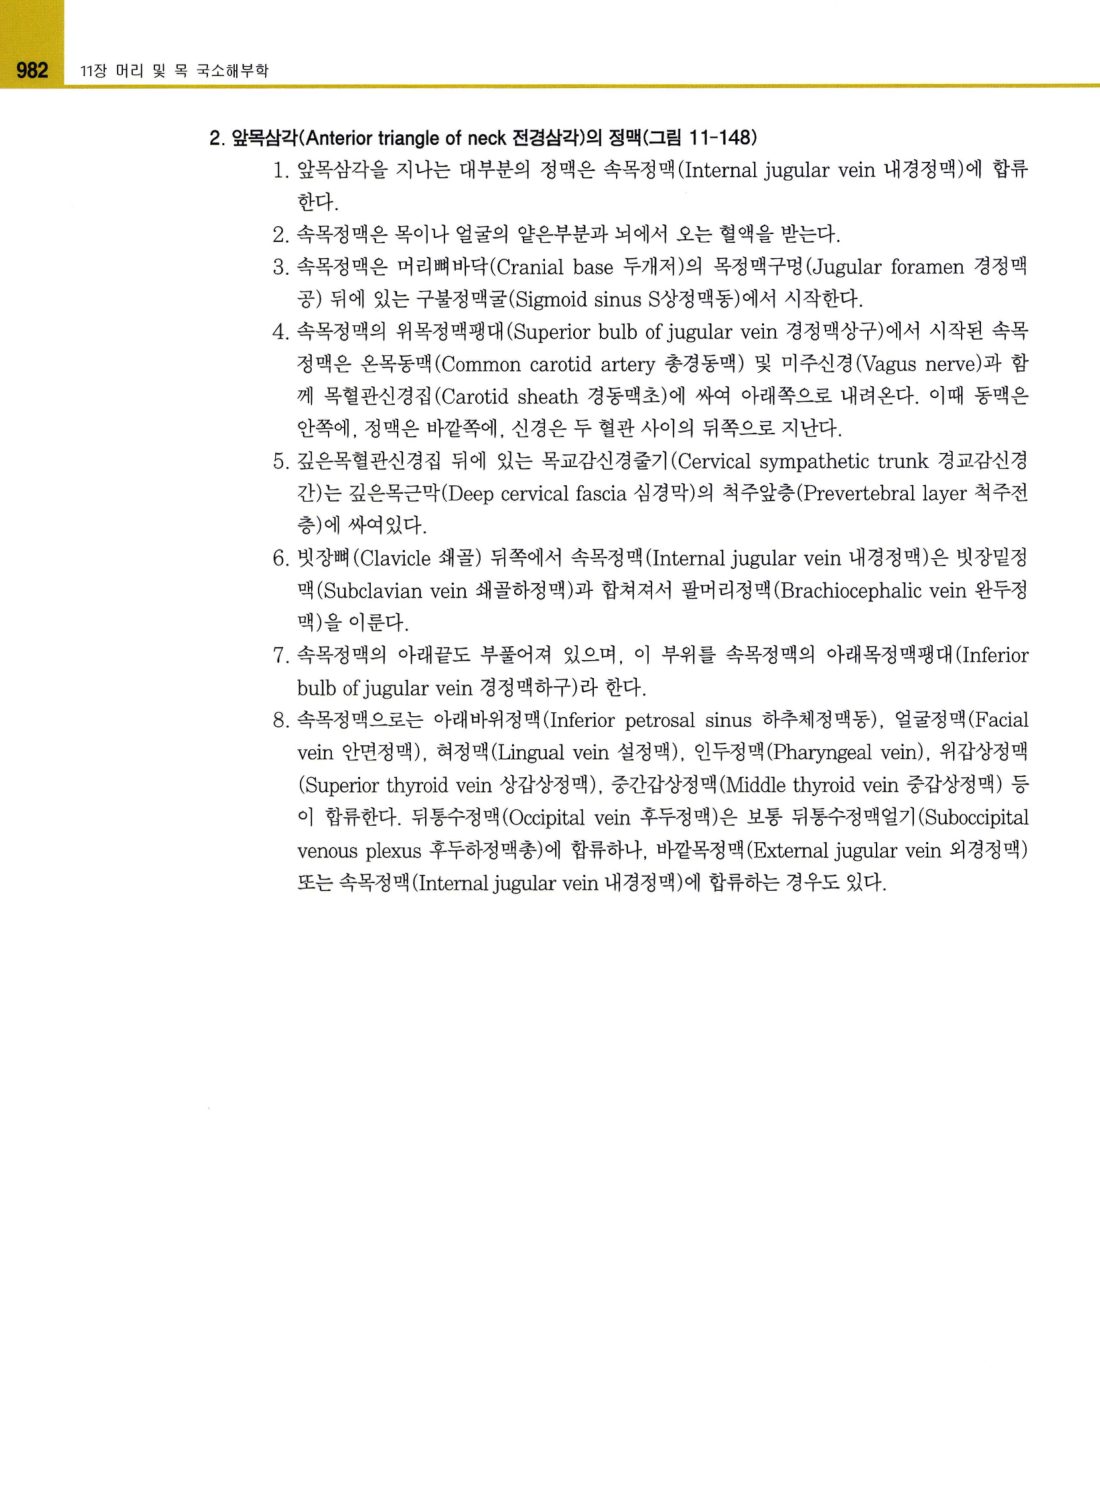 982 11장 머리 및 목 국소해부학
2. 앞목삼각(Anterior triangle of neck 전경삼각)의 정맥(그림 11-148)
1. 앞목삼각을 지나는 대부분의 정맥은 속목정맥(Internal jugular vein 내경정맥)에 합류
한다.
2. 속목정맥은 목이나 얼굴의 얕은부분과 뇌에서 오는 혈액을 받는다.
3. 속목정맥은 머리뼈바닥(Cranial base 두개저)의 목정맥구멍(Jugular foramen 경정맥
공) 뒤에 있는 구불정맥굴(Sigmoid sinus S상정맥동)에서 시작한다.
4. 속목정맥의 위목정맥팽대(Superior bulb of jugular vein 경정맥상구)에서 시작된 속목
정맥은 온목동맥(Common carotid artery 총경동맥) 및 미주신경(Vagus nerve)과 함
께 목혈관신경집(Carotid sheath 경동맥초)에 싸여 아래쪽으로 내려온다. 이때 동맥은
안쪽에, 정맥은 바깥쪽에, 신경은 두 혈관 사이의 뒤쪽으로 지난다.
5. 깊은목혈관신경집 뒤에 있는 목교감신경줄기(Cervical sympathetic trunk 경교감신경
간)는 깊은목근막(Deep cervical fascia 심경막)의 척주앞층(Prevertebral layer 척주전
층)에 싸여있다.
6. 빗장뼈(Clavicle 쇄골) 뒤쪽에서 속목정맥(Internal jugular vein 내경정맥)은 빗장밑정
맥(Subclavian vein 쇄골하정맥)과 합쳐져서 팔머리정맥(Brachiocephalic vein 완두정
맥)을 이룬다.
7. 속목정맥의 아래끝도 부풀어져 있으며, 이 부위를 속목정맥의 아래목정맥팽대(Inferior
bulb of jugular vein 경정맥하구)라 한다.
8. 속목정맥으로는 아래바위정맥(Inferior petrosal sinus 하추체정맥동), 얼굴정맥(Facial
vein 안면정맥), 혀정맥(Lingual vein 설정맥), 인두정맥(Pharyngeal vein), 위갑상정맥
(Superior thyroid vein 상갑상정맥), 중간갑상정맥(Middle thyroid vein 중갑상정맥) 등
이 합류한다. 뒤통수정맥(Occipital vein 후두정맥)은 보통 뒤통수정맥얼기(Suboccipital
venous plexus 후두하정맥총)에 합류하나, 바깥목정맥(External jugular vein 외경정맥)
또는 속목정맥(Internal jugular vein 내경정맥)에 합류하는 경우도 있다.